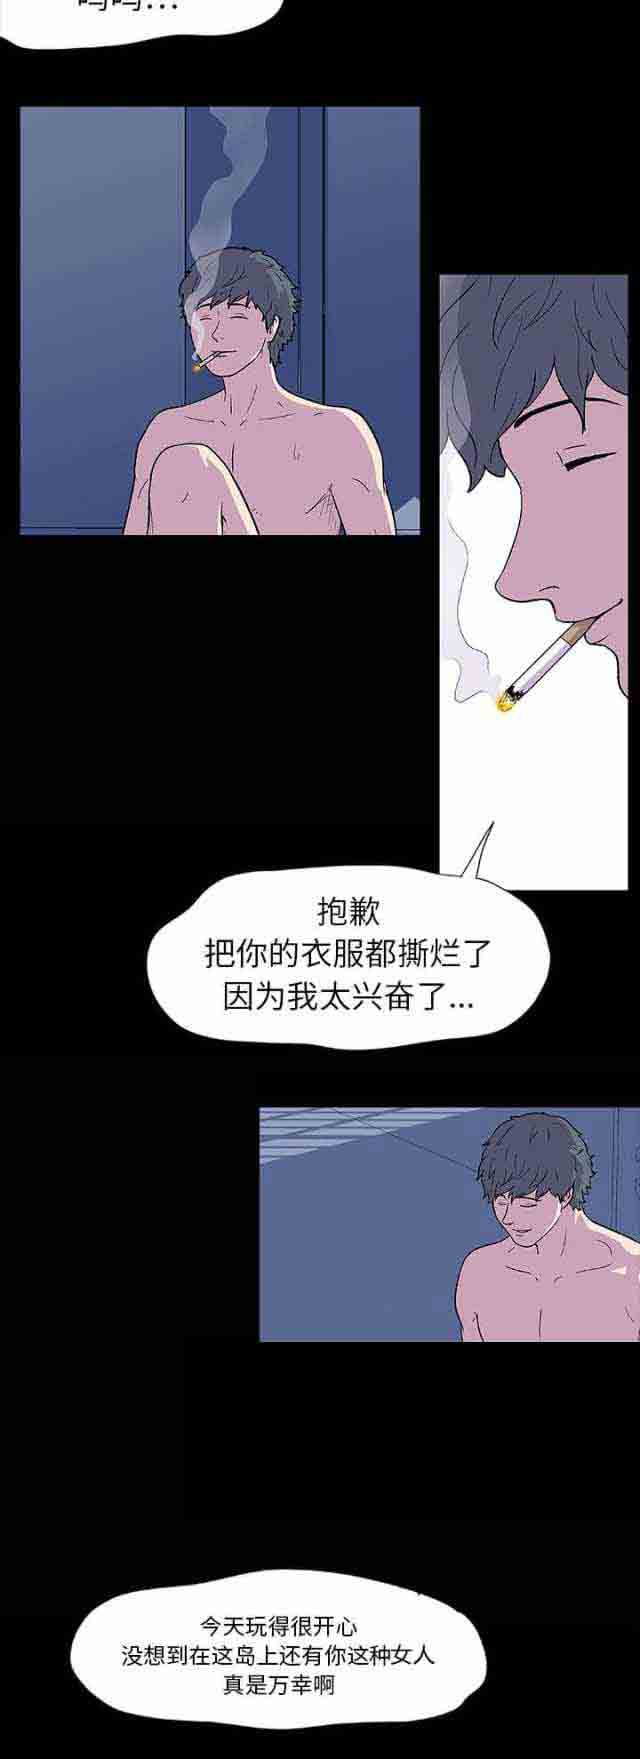 抱歉
把你的衣服都撕烂了
因为我太兴奋了...
今天玩得很开心
没想到在这岛上还有你这种女人
真是万幸啊